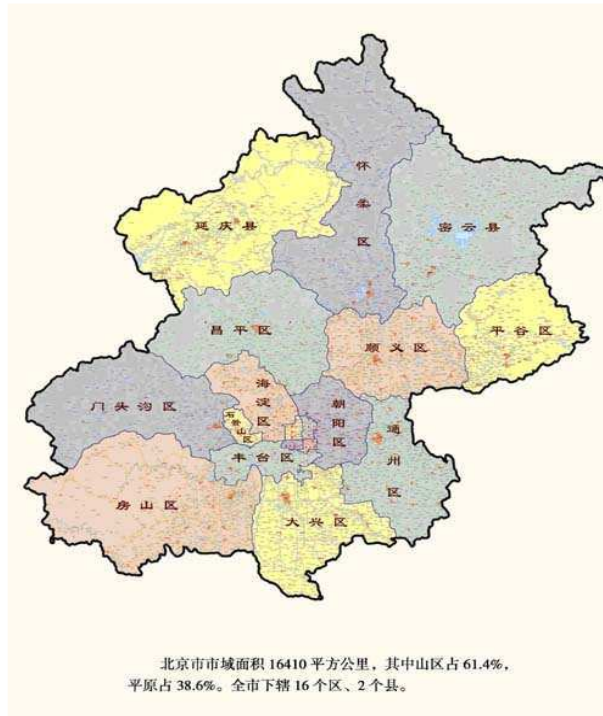 怀柔区
延庆县
密云县
昌平区
平谷区
顺义区
海淀区
门头沟区
朝阳区
石景山区
通州区
丰台区
房山区
大兴区
北京市市域面积 16410 平方公里，其中山区占 61.4%，
平原占 38.6%。全市下辖 16 个区、2 个县。